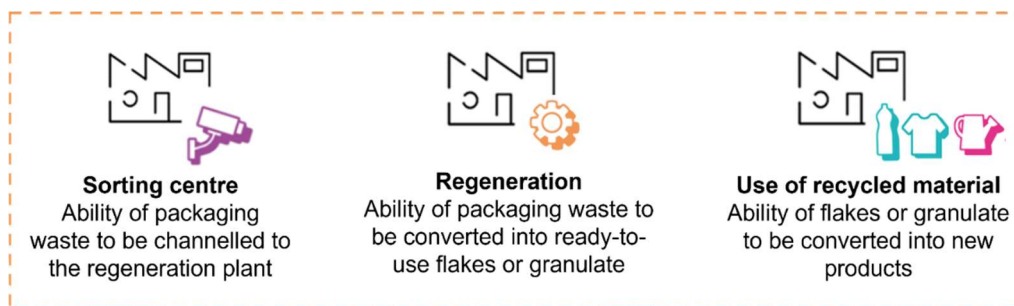 Sorting centre
Ability of packaging
waste to be channelled to
the regeneration plant
Regeneration
Ability of packaging waste to
be converted into ready-to-
use flakes or granulate
Use of recycled material
Ability of flakes or granulate
to be converted into new
products